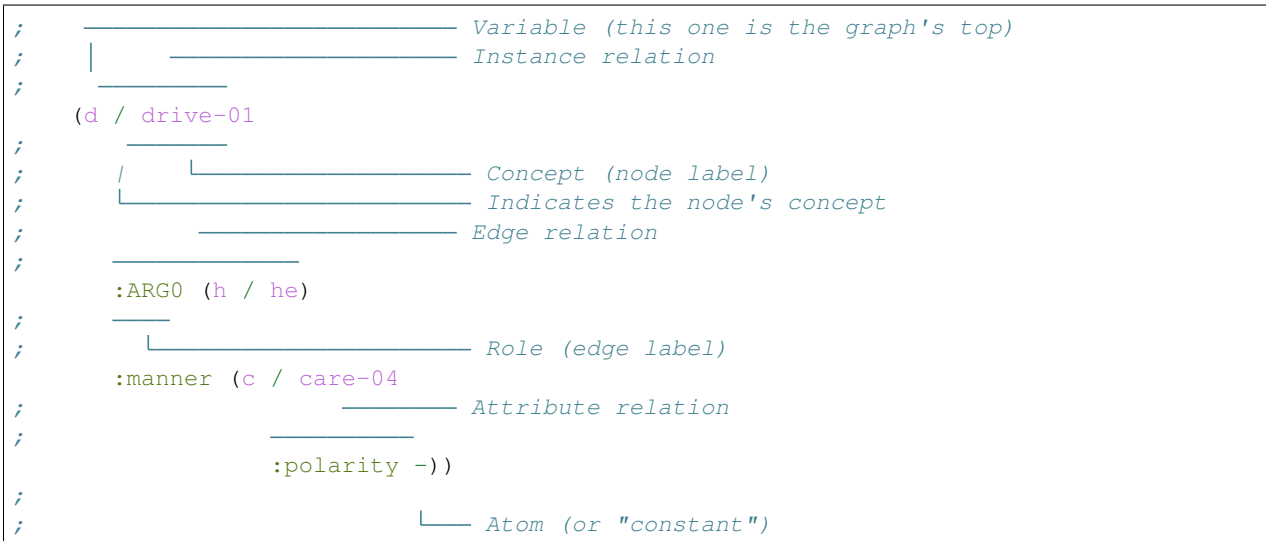 ; Variable (this one is the graph's top)
; Instance relation
;
(d / drive-01
;
; / Concept (node label)
; Indicates the node's concept
; Edge relation
;
:ARG0 (h / he)
;
; Role (edge label)
:manner (c / care-04
; Attribute relation
;
:polarity -))
;
; Atom (or "constant")